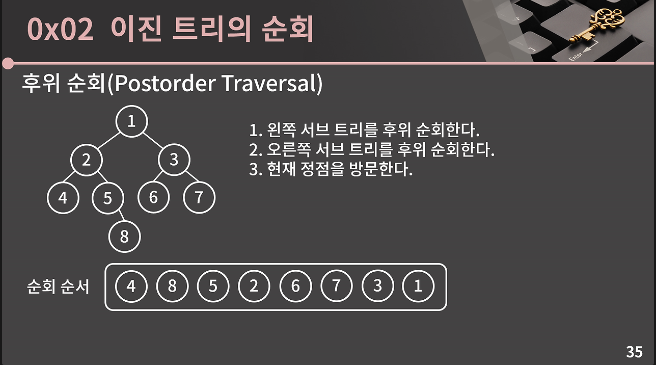 0x02 이진 트리의 순회
Enter
후위 순회(Postorder Traversal)
1
1. 왼쪽 서브 트리를 후위 순회한다.
2. 오른쪽 서브 트리를 후위 순회한다.
3. 현재 정점을 방문한다.
2 3
4 5 6 7
8
순회 순서 4 8 5 2 6 7 3 1
35